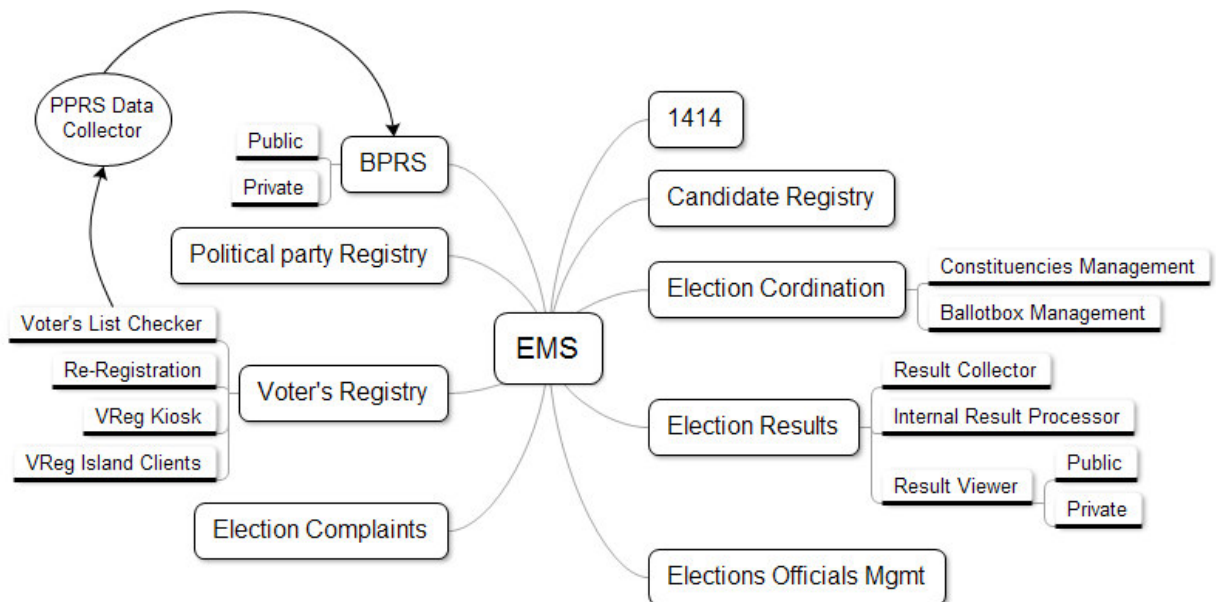 PPRS Data
Collector
Public
Private
BPRS
Political party Registry
Voter's List Checker
Re-Registration
VReg Kiosk
VReg Island Clients
Voter's Registry
Election Complaints
EMS
1414
Candidate Registry
Election Cordination
Constituencies Management
Ballotbox Management
Election Results
Result Collector
Internal Result Processor
Result Viewer
Public
Private
Elections Officials Mgmt